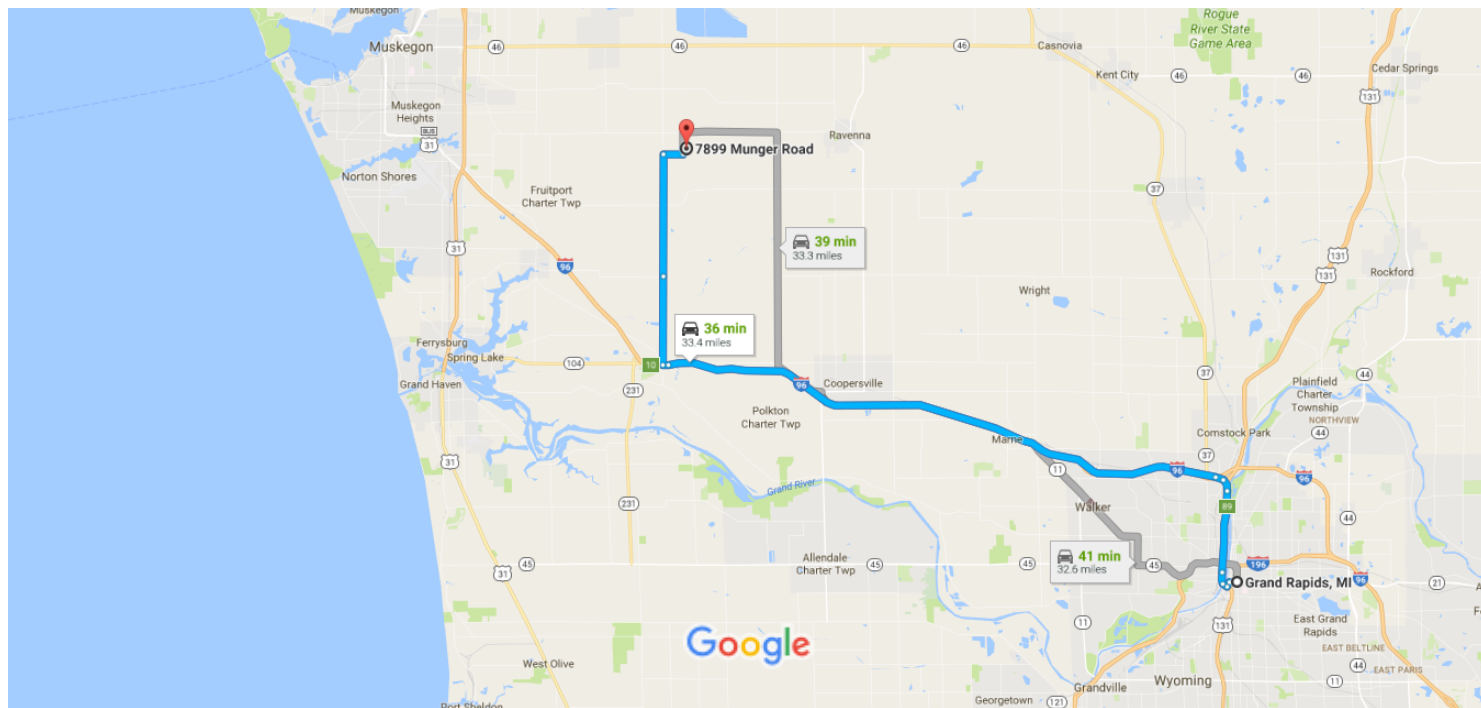 Rogue
River State
Game Area
Muskegon
46
46
46
Casnovia
Kent City
46
46
Cedar Springs
131
131
Muskegon
Heights
BUS
31
Ravenna
7899 Munger Road
Norton Shores
37
Fruitport
Charter Twp
31
39 min
33.3 miles
131
131
96
Rockford
Wright
36 min
33.4 miles
Ferrysburg
Spring Lake
104
10
37
Grand Haven
231
96
Coopersville
44
44
Plainfield
Charter
Township
Polkton
Charter Twp
NORTHVIEW
44
Comstock Park
Marne
37
31
11
96
96
Grand River
231
Walker
89
44
41 min
32.6 miles
Allendale
Charter Twp
45
45
45
45
196
31
96
21
Grand Rapids, MI
131
11
East Grand
Rapids
Google
EAST BELTLINE
44
EAST PARIS
West Olive
Wyoming
11
Grandville
Georgetown
121
Port Sheldon